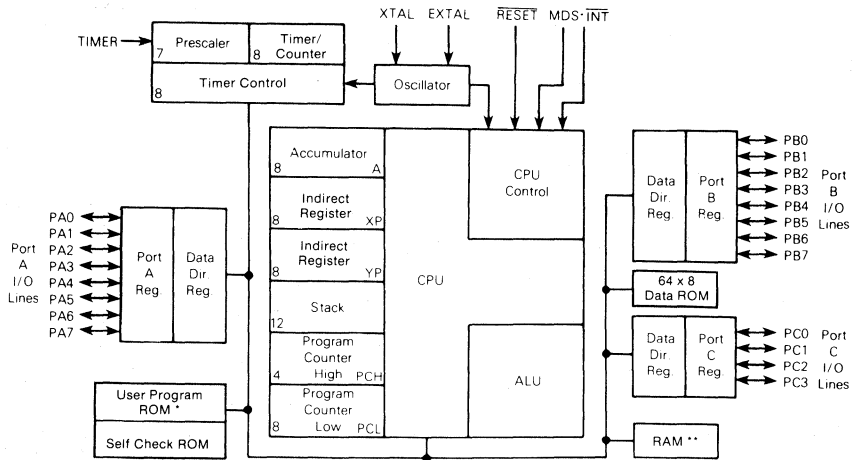 XTAL EXTAL RESET MDS·INT
TIMER
Prescaler
7
Timer/
Counter
8
Timer Control
8
Oscillator
Accumulator
8 A
Indirect
Register
8 XP
Indirect
Register
8 YP
Stack
12
Program
Counter
4 High PCH
Program
Counter
8 Low PCL
CPU
CPU
Control
ALU
Port
A
I/O
Lines
PA0
PA1
PA2
PA3
PA4
PA5
PA6
PA7
Port
A
Reg.
Data
Dir.
Reg.
User Program
ROM *
Self Check ROM
Data
Dir.
Reg.
Port
B
Reg.
PB0
PB1
PB2
PB3
PB4
PB5
PB6
PB7
Port
B
I/O
Lines
64 x 8
Data ROM
Data
Dir.
Reg.
Port
C
Reg.
PC0
PC1
PC2
PC3
Port
C
I/O
Lines
RAM **